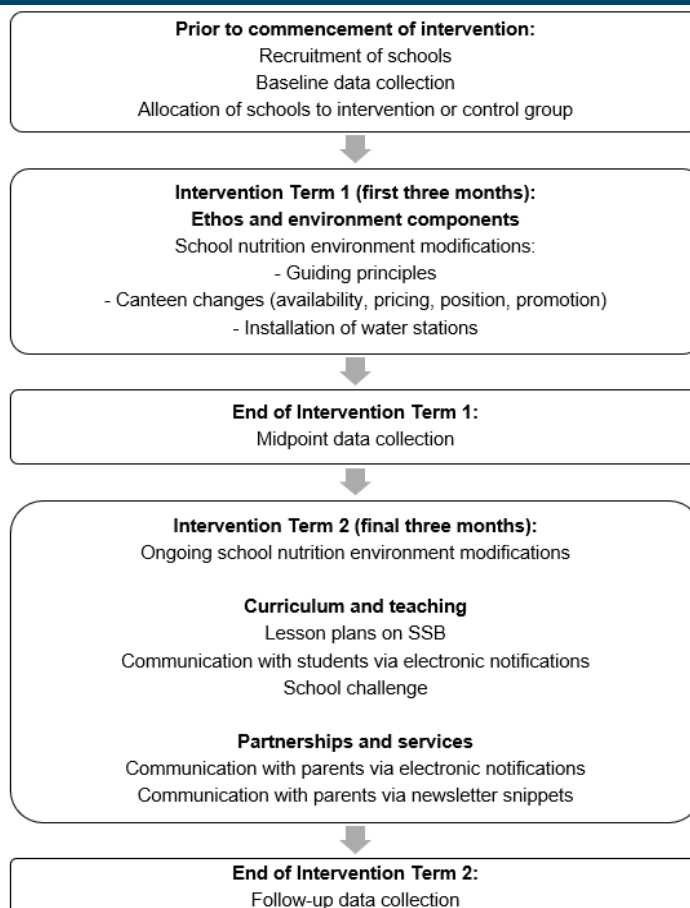 Prior to commencement of intervention:
Recruitment of schools
Baseline data collection
Allocation of schools to intervention or control group
Intervention Term 1 (first three months):
Ethos and environment components
School nutrition environment modifications:
- Guiding principles
- Canteen changes (availability, pricing, position, promotion)
- Installation of water stations
End of Intervention Term 1:
Midpoint data collection
Intervention Term 2 (final three months):
Ongoing school nutrition environment modifications
Curriculum and teaching
Lesson plans on SSB
Communication with students via electronic notifications
School challenge
Partnerships and services
Communication with parents via electronic notifications
Communication with parents via newsletter snippets
End of Intervention Term 2:
Follow-up data collection